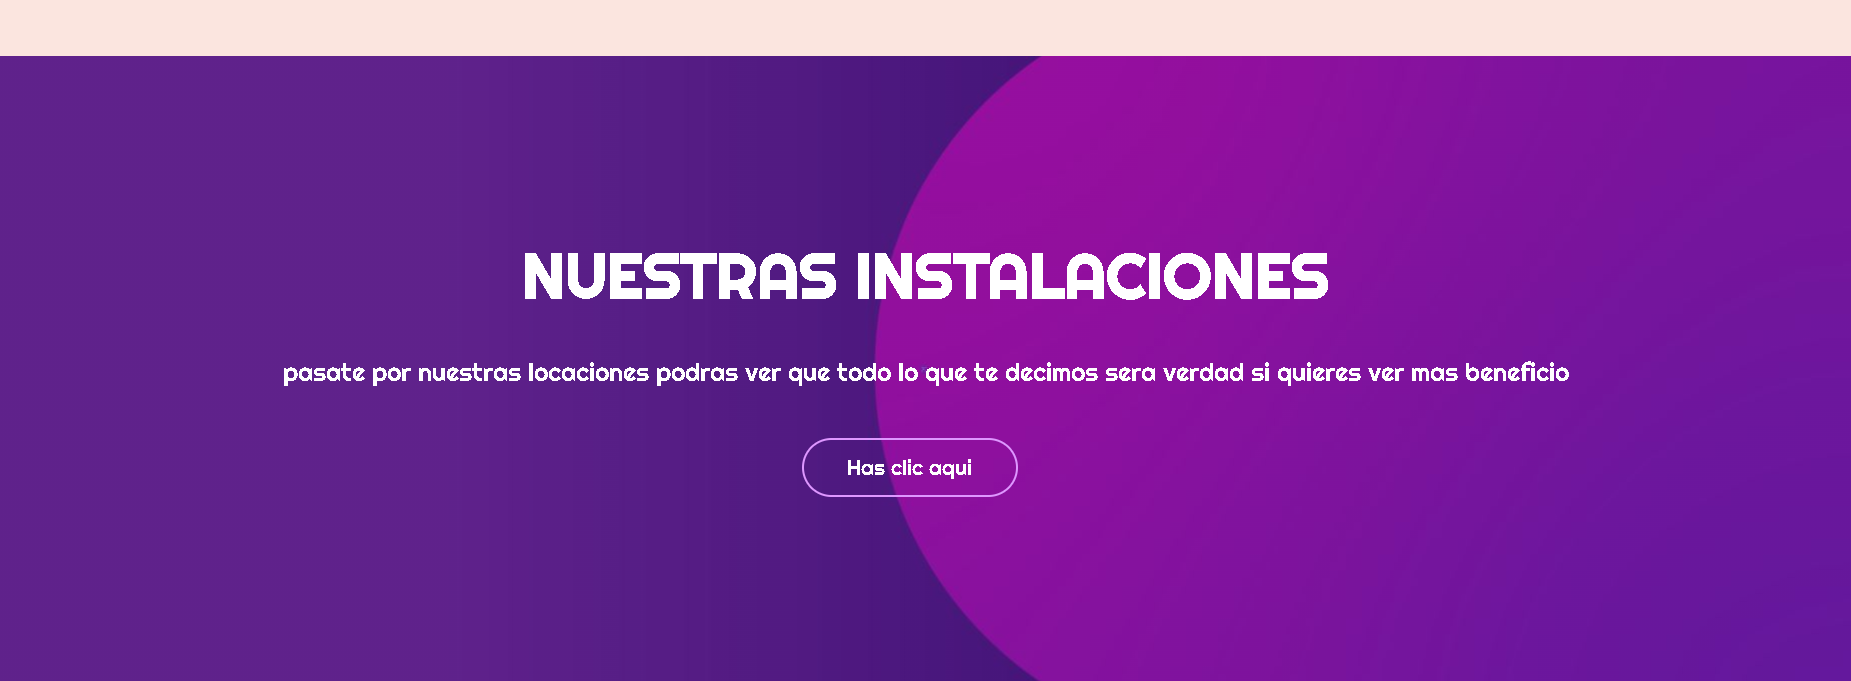 NUESTRAS INSTALACIONES
pasate por nuestras locaciones podras ver que todo lo que te decimos sera verdad si quieres ver mas beneficio
Has clic aqui